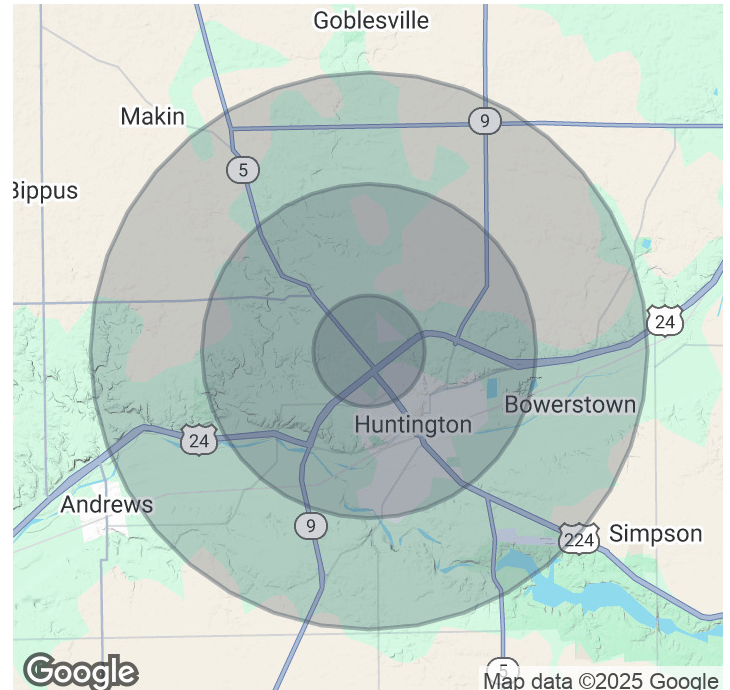 Goblesville
Makin
9
5
Bippus
24
Bowerstown
Huntington
24
Andrews
9
224
Simpson
5
Google
Map data ©2025 Google